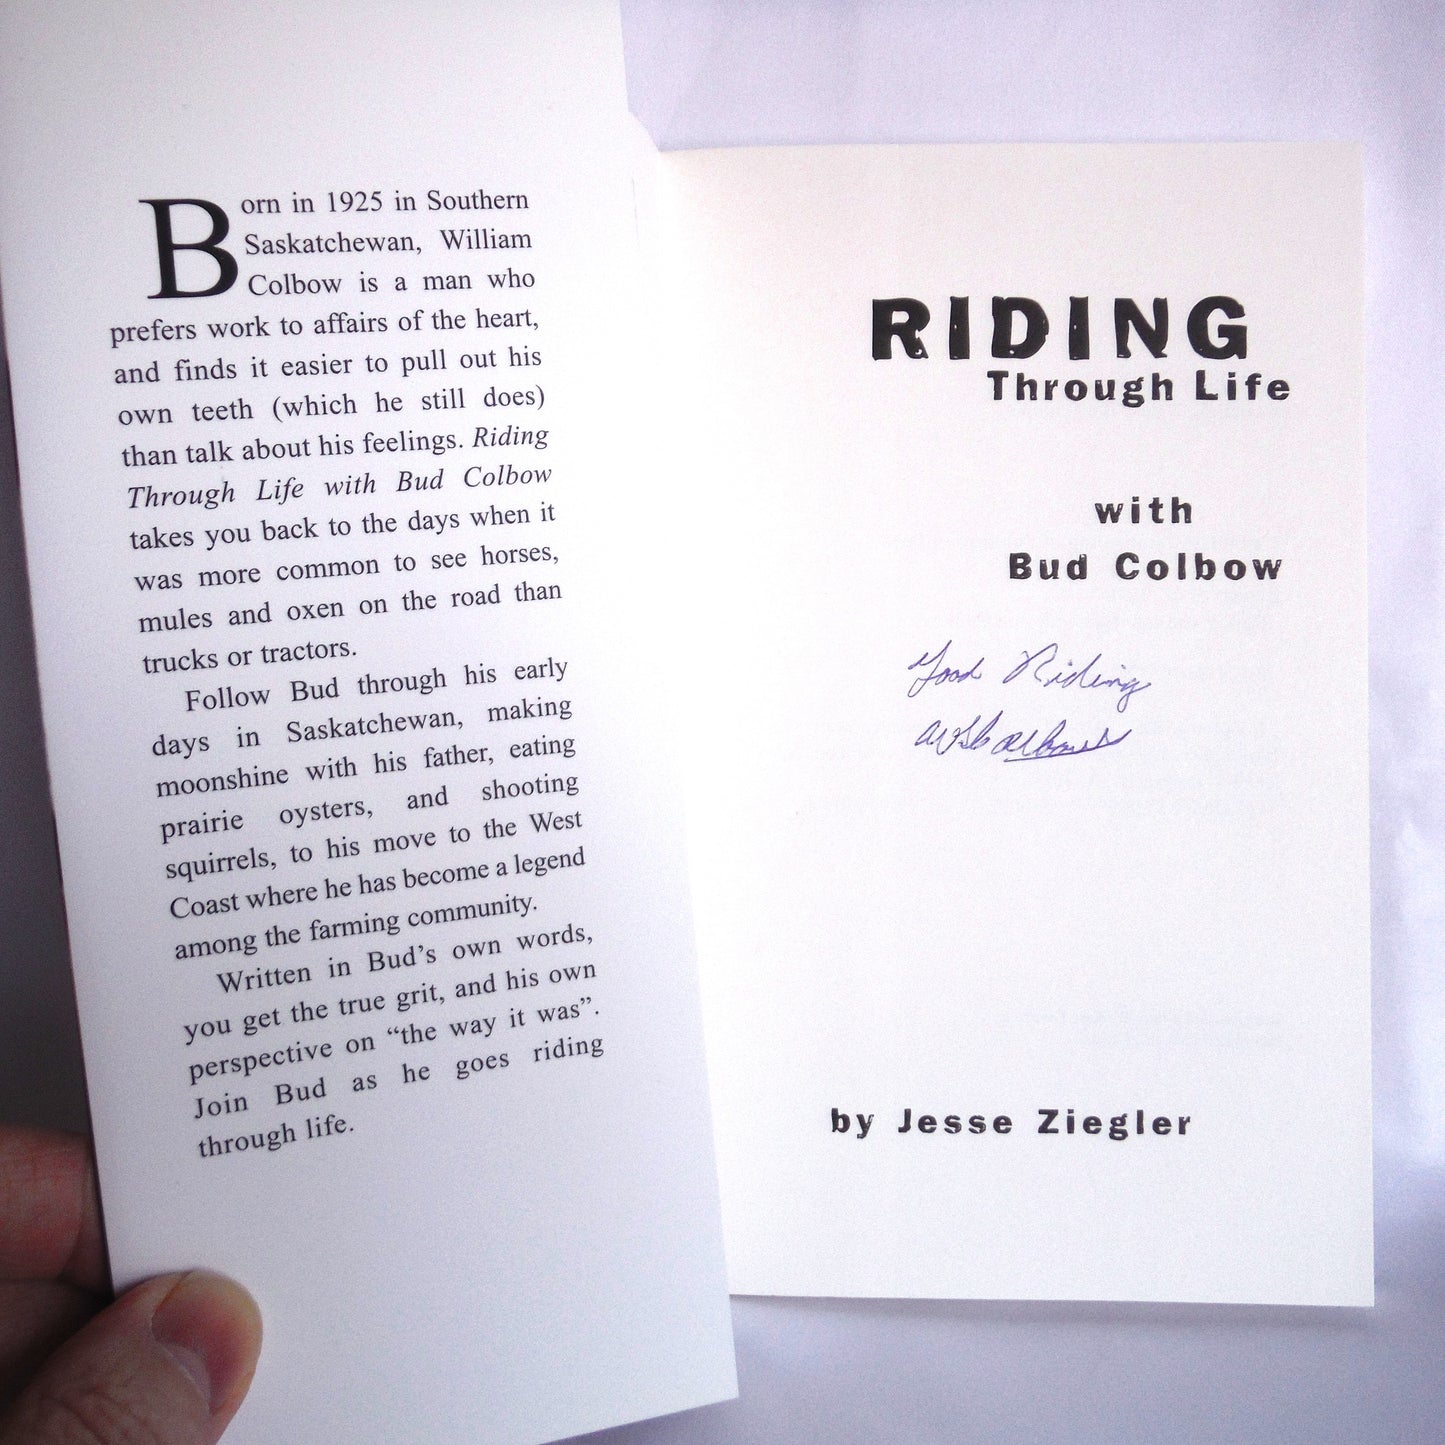 Born in 1925 in Southern
Saskatchewan, William
Colbow is a man who
prefers work to affairs of the heart,
and finds it easier to pull out his
own teeth (which he still does)
than talk about his feelings. Riding
Through Life with Bud Colbow
takes you back to the days when it
was more common to see horses,
mules and oxen on the road than
trucks or tractors.
Follow Bud through his early
days in Saskatchewan, making
moonshine with his father, eating
prairie oysters, and shooting
squirrels, to his move to the West
Coast where he has become a legend
among the farming community.
Written in Bud’s own words,
you get the true grit, and his own
perspective on “the way it was”.
Join Bud as he goes riding
through life.
RIDING
Through Life
with
Bud Colbow
Good Riding
by Jesse Ziegler